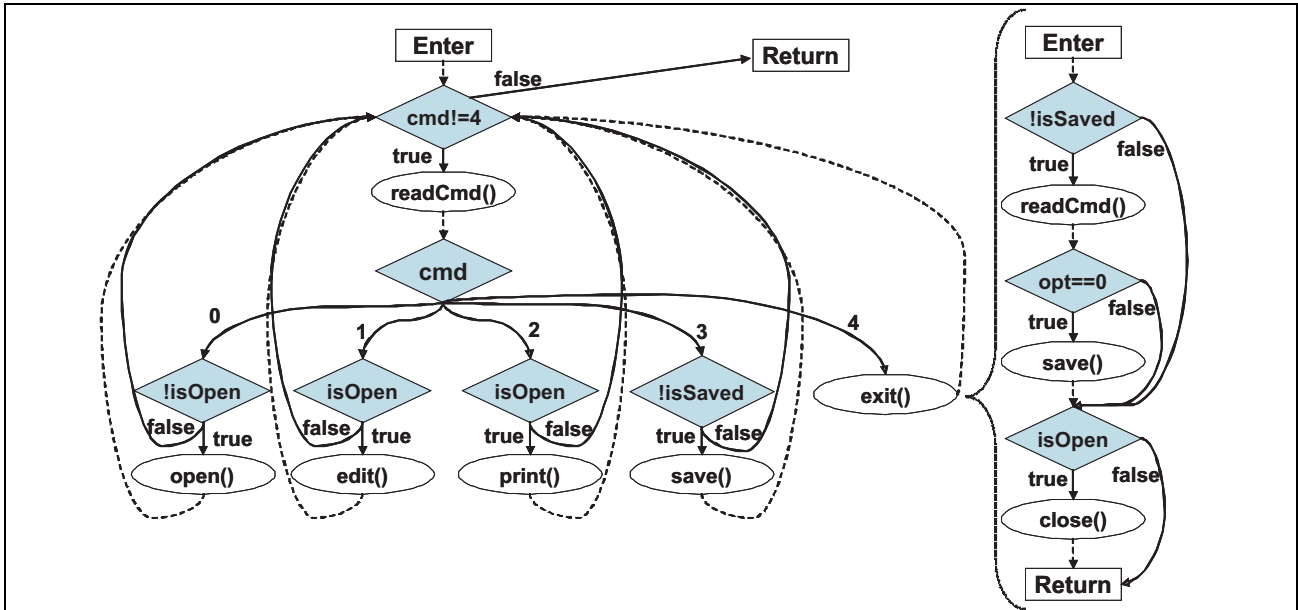 Enter
Return
false
cmd!=4
true
readCmd()
cmd
0
1
2
3
4
!isOpen
isOpen
isOpen
!isSaved
exit()
false
true
false
true
true
false
true
false
open()
edit()
print()
save()
Enter
!isSaved
false
true
readCmd()
opt==0
false
true
save()
isOpen
false
true
close()
Return